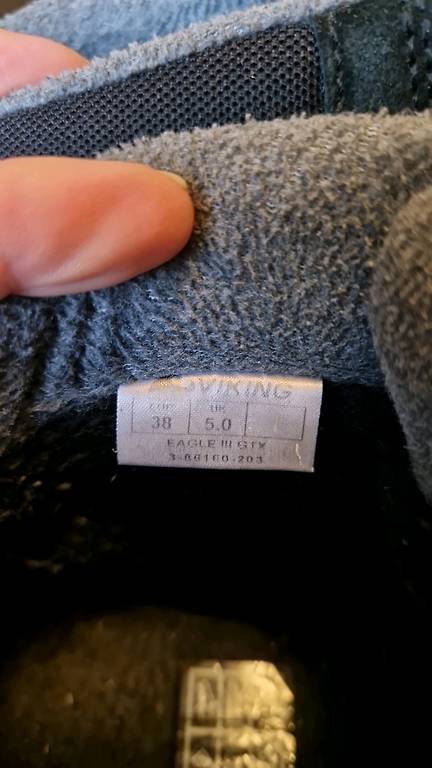 VIKING
EUR UK
38 5.0
EAGLE III GTX
3-86160-203